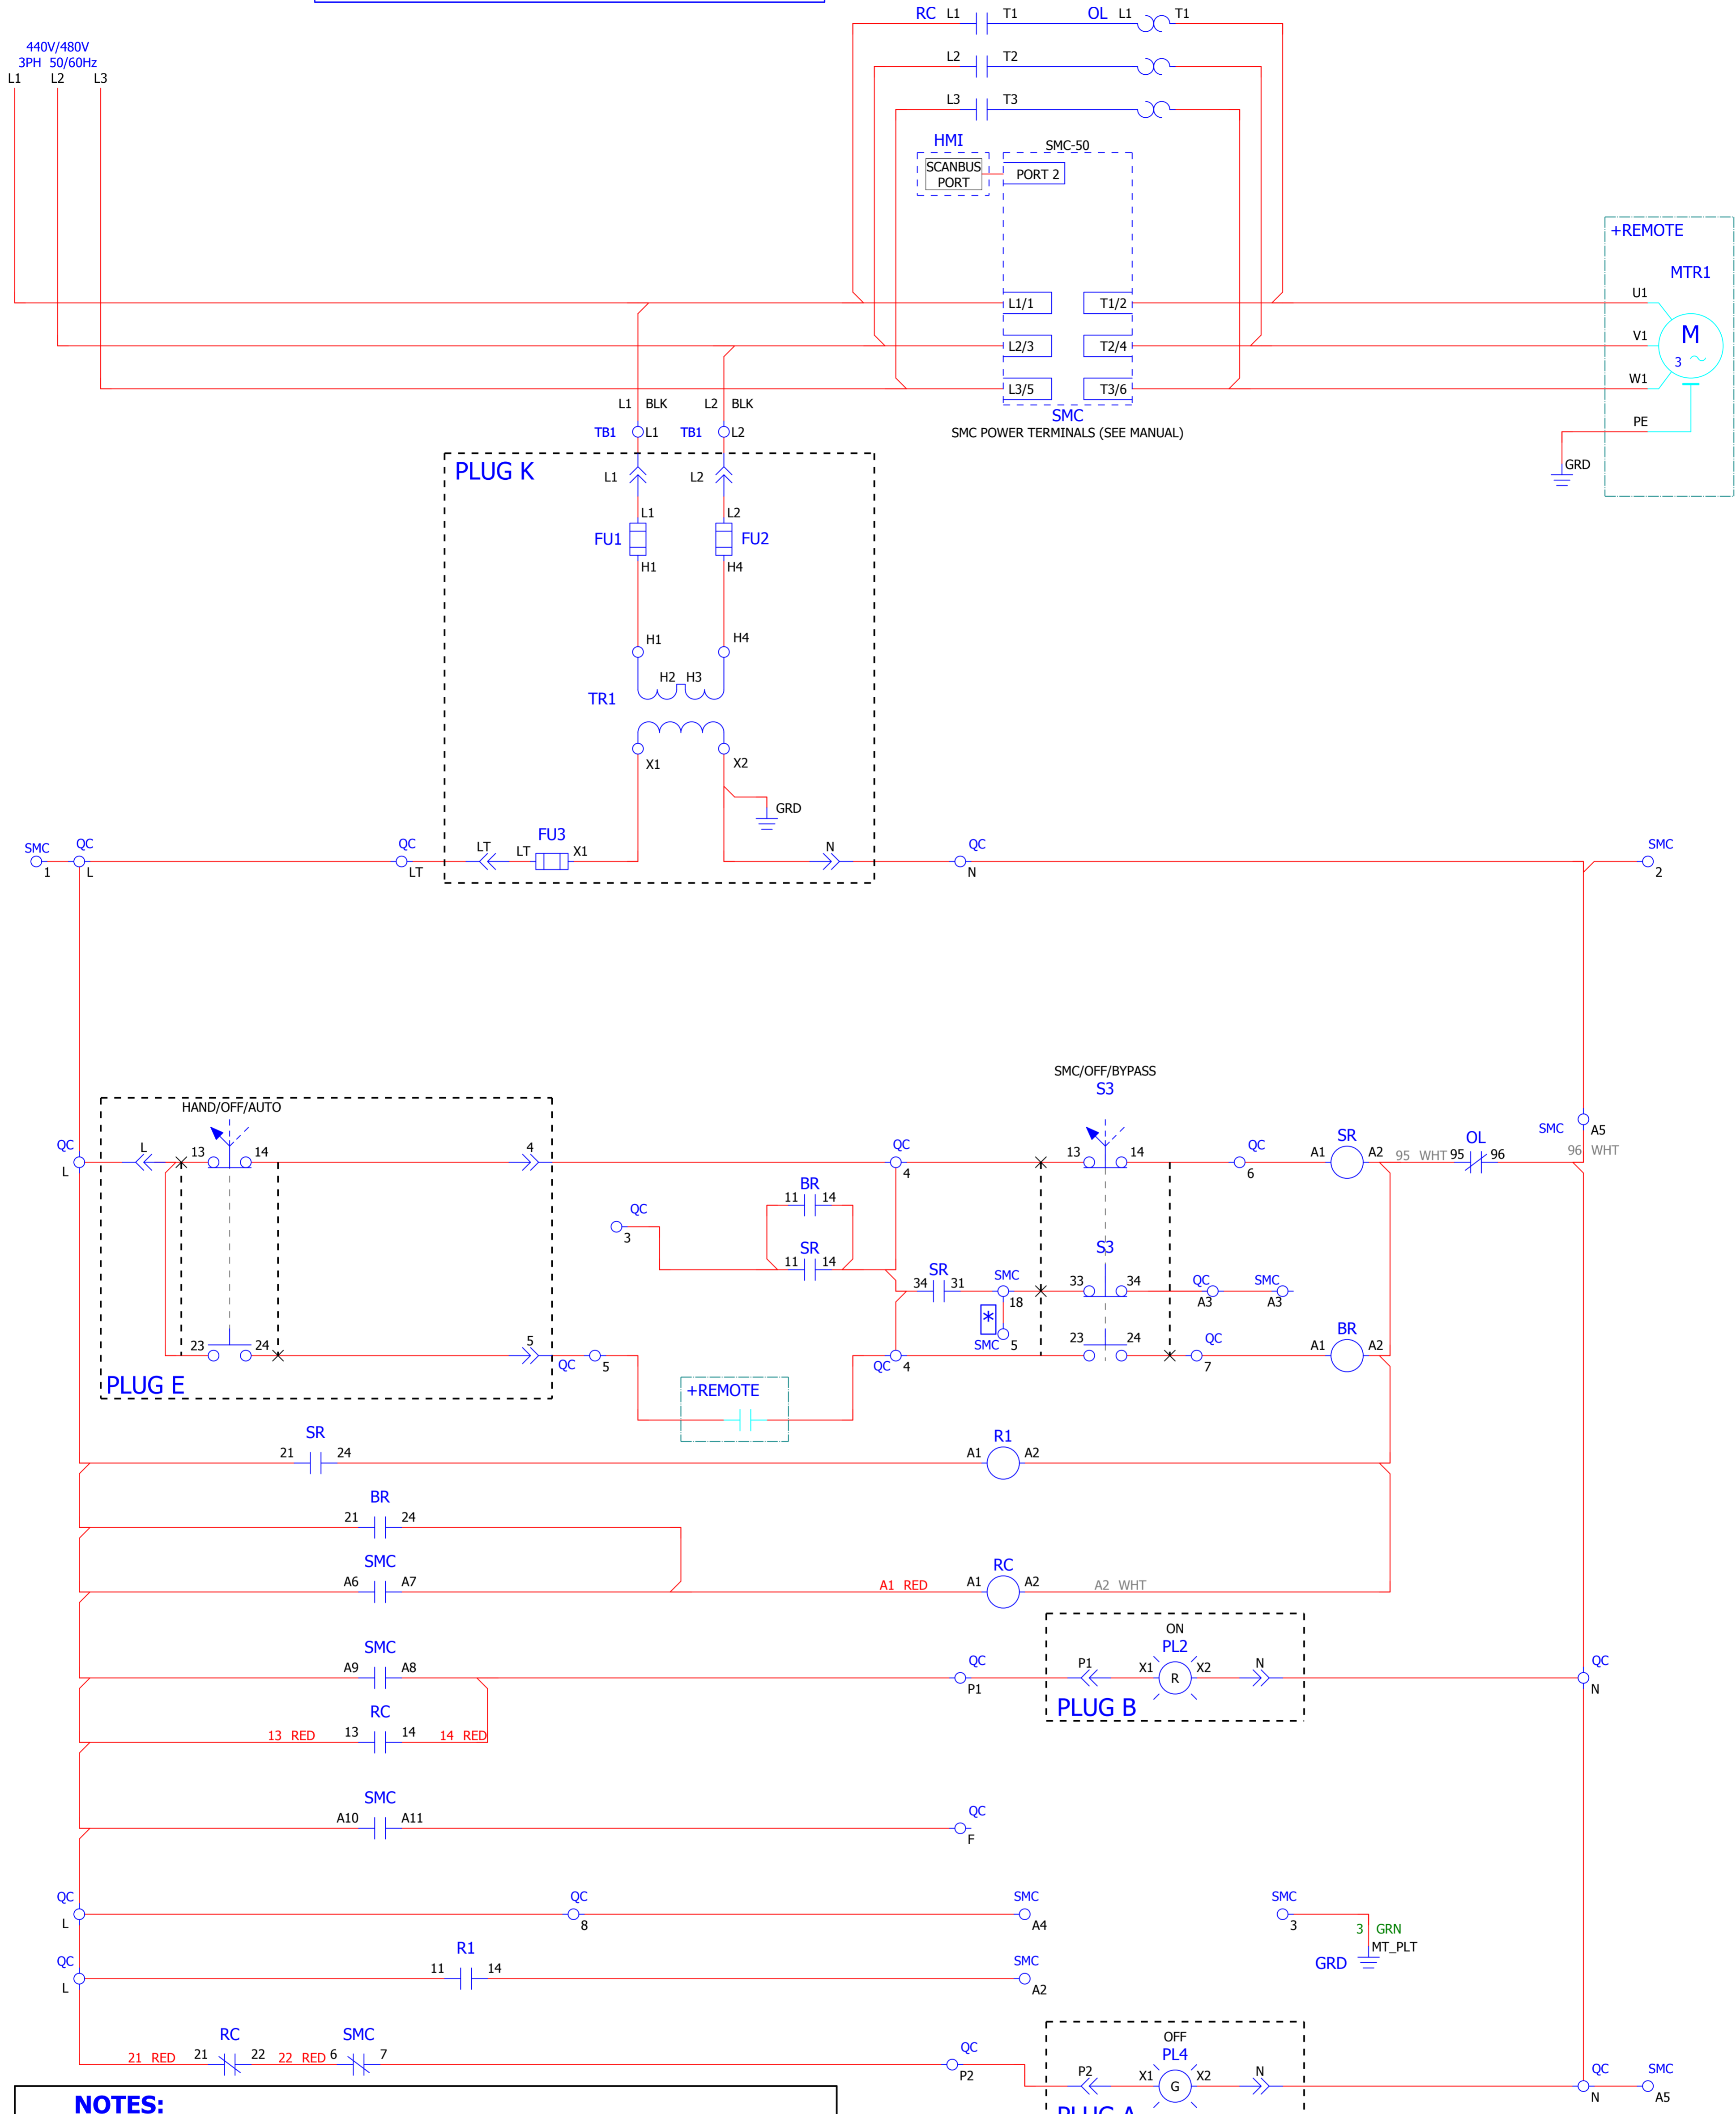 RC L1 T1 OL L1 T1
440V/480V
3PH 50/60Hz
L1 L2 L3
L2 T2
L3 T3
HMI SMC-50
SCANBUS
PORT
PORT 2
+REMOTE
MTR1
L1/1 T1/2 U1
L2/3 T2/4 V1 M
3
L3/5 T3/6 W1
L1 BLK L2 BLK
SMC
TB1 L1 TB1 L2
SMC POWER TERMINALS (SEE MANUAL)
PE
GRD
PLUG K
L1 L2
L1 L2
FU1 FU2
H1 H4
H1 H4
H2 H3
TR1
X1 X2
GRD
SMC QC QC FU3 QC SMC
LT LT X1 N
1 L LT N 2
SMC/OFF/BYPASS
S3
HAND/OFF/AUTO
SMC A5
QC L 13 14 4 QC 13 14 QC SR OL
A1 A2 95 WHT 95 96 96 WHT
L 4 6
BR
11 14
QC
3
SR
11 14
S3
SR
34 31 SMC 33 34 QC SMC
18 A3 A3
*
SMC 5
23 24 5 23 24 QC BR
A1 A2
QC 5 QC 4 7
PLUG E
+REMOTE
SR R1
21 24 A1 A2
BR
21 24
SMC RC
A6 A7 A1 RED A1 A2 A2 WHT
ON
SMC PL2
A9 A8 QC P1 X1 R X2 N QC
P1 N
PLUG B
RC
13 RED 13 14 14 RED
SMC
A10 A11 QC
F
QC QC SMC SMC
L 8 A4 3
3 GRN
MT_PLT
GRD
QC R1 SMC
11 14
L A2
OFF
RC SMC PL4
21 RED 21 22 22 RED 6 7 QC
P2 P2 X1 G X2 N QC SMC
N A5
NOTES:
PLUG A